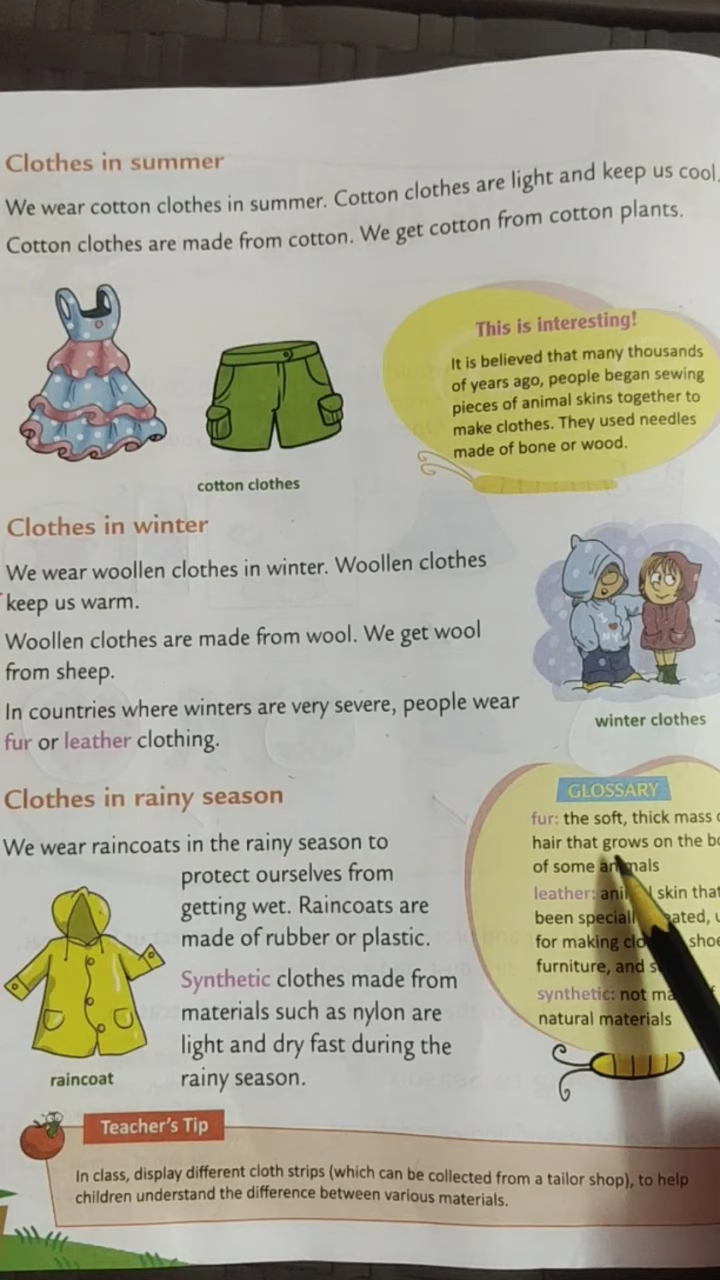 Clothes in summer
We wear cotton clothes in summer. Cotton clothes are light and keep us cool.
Cotton clothes are made from cotton. We get cotton from cotton plants.
This is interesting!
It is believed that many thousands
of years ago, people began sewing
pieces of animal skins together to
make clothes. They used needles
made of bone or wood.
cotton clothes
Clothes in winter
We wear woollen clothes in winter. Woollen clothes
keep us warm.
Woollen clothes are made from wool. We get wool
from sheep.
In countries where winters are very severe, people wear
fur or leather clothing.
winter clothes
Clothes in rainy season
We wear raincoats in the rainy season to
protect ourselves from
getting wet. Raincoats are
made of rubber or plastic.
Synthetic clothes made from
materials such as nylon are
light and dry fast during the
rainy season.
raincoat
GLOSSARY
fur: the soft, thick mass
hair that grows on the
of some animals
leather: skin that
been
for making
furniture, and
synthetic: not
natural materials
Teacher's Tip
In class, display different cloth strips (which can be collected from a tailor shop), to help
children understand the difference between various materials.